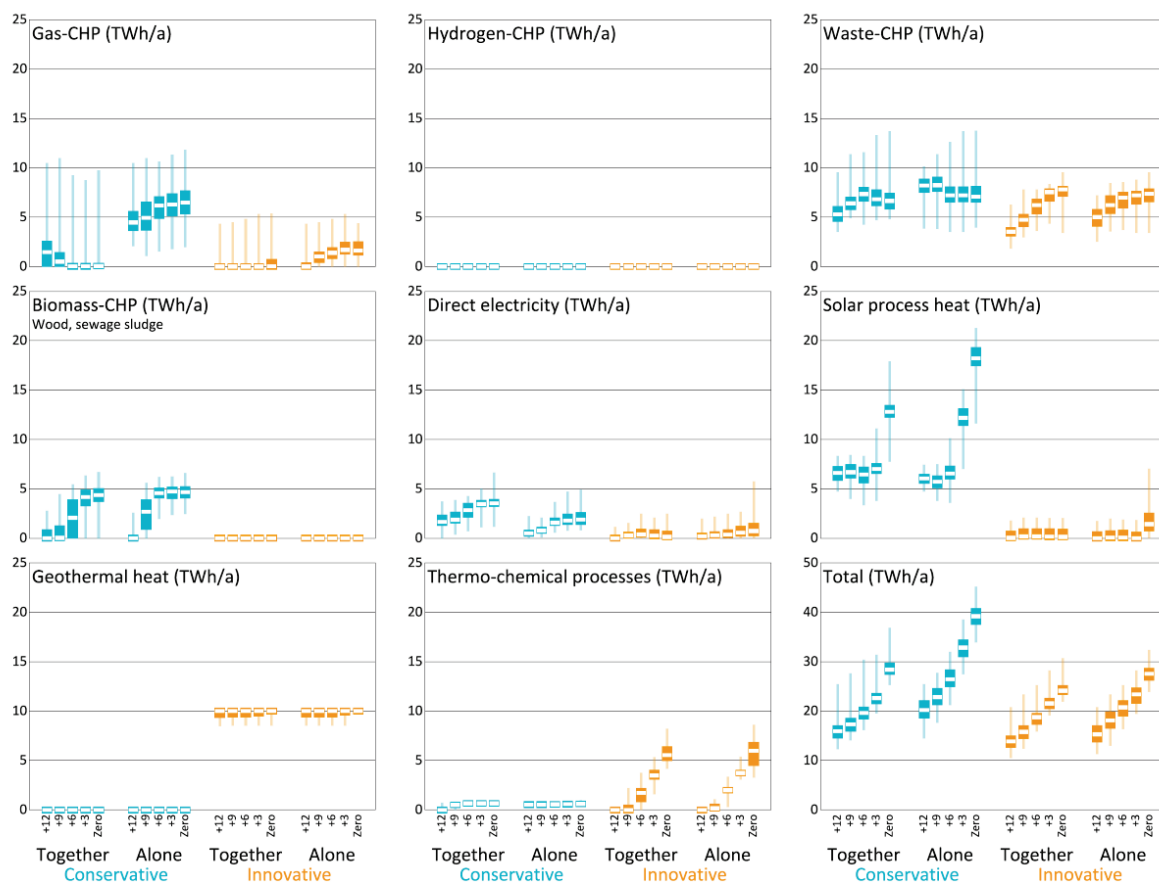 Gas-CHP (TWh/a)
25
20
15
10
5
0
Hydrogen-CHP (TWh/a)
25
20
15
10
5
0
Waste-CHP (TWh/a)
25
20
15
10
5
0
Biomass-CHP (TWh/a)
Wood, sewage sludge
25
20
15
10
5
0
Direct electricity (TWh/a)
25
20
15
10
5
0
Solar process heat (TWh/a)
25
20
15
10
5
0
Geothermal heat (TWh/a)
25
20
15
10
5
0
+12 +9 +6 +3 Zero +12 +9 +6 +3 Zero +12 +9 +6 +3 Zero +12 +9 +6 +3 Zero
Together Alone Together Alone
Conservative Innovative
Thermo-chemical processes (TWh/a)
25
20
15
10
5
0
+12 +9 +6 +3 Zero +12 +9 +6 +3 Zero +12 +9 +6 +3 Zero +12 +9 +6 +3 Zero
Together Alone Together Alone
Conservative Innovative
Total (TWh/a)
50
40
30
20
10
0
+12 +9 +6 +3 Zero +12 +9 +6 +3 Zero +12 +9 +6 +3 Zero +12 +9 +6 +3 Zero
Together Alone Together Alone
Conservative Innovative